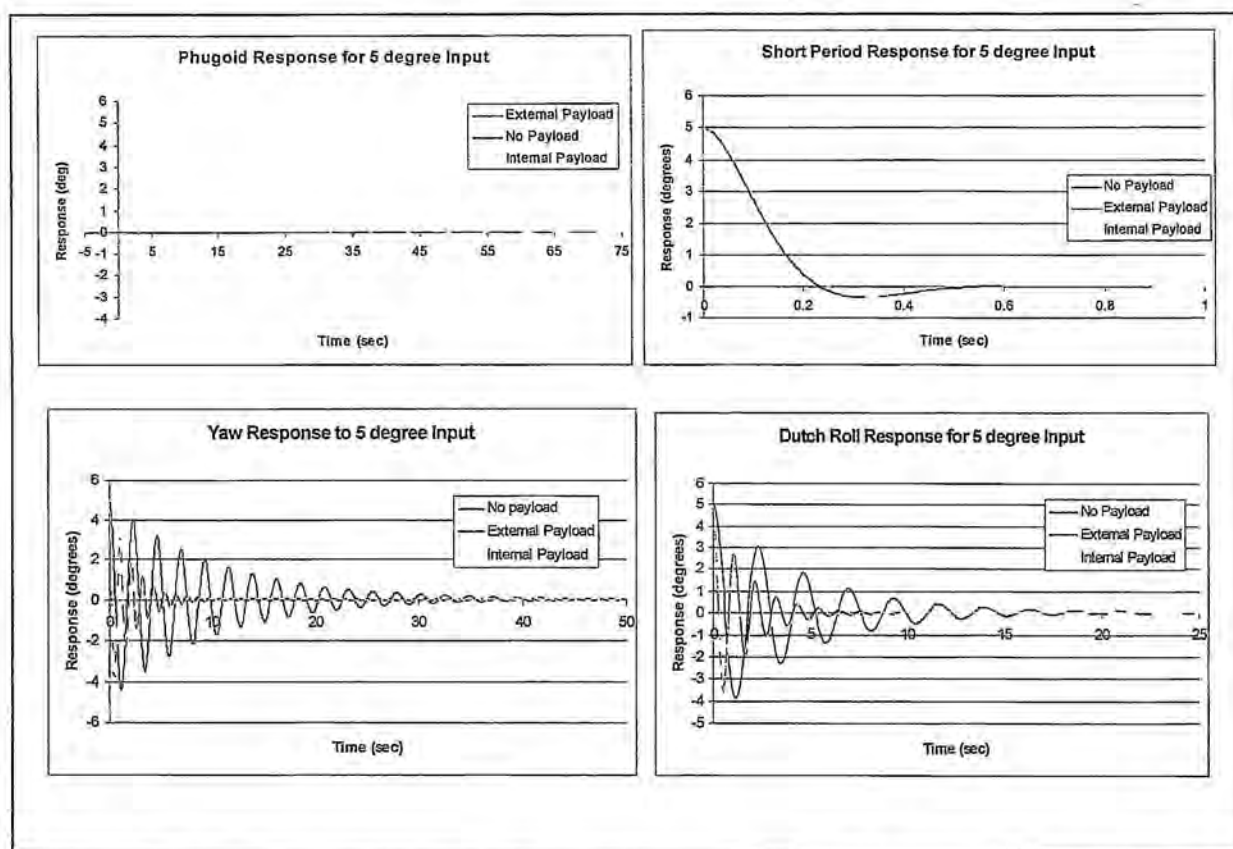 Phugoid Response for 5 degree Input
6
5
4
3
2
1
0
-1
-2
-3
-4
-5
5
15
25
35
45
55
65
75
Response (deg)
Time (sec)
External Payload
No Payload
Internal Payload
Short Period Response for 5 degree Input
6
5
4
3
2
1
0
-1
0
0.2
0.4
0.6
0.8
1
Response (degrees)
Time (sec)
No Payload
External Payload
Internal Payload
Yaw Response to 5 degree Input
6
4
2
0
-2
-4
-6
0
10
20
30
40
50
Response (degrees)
Time (sec)
No payload
External Payload
Internal Payload
Dutch Roll Response for 5 degree Input
6
5
4
3
2
1
0
-1
-2
-3
-4
-5
0
5
10
15
20
25
Response (degrees)
Time (sec)
No Payload
External Payload
Internal Payload